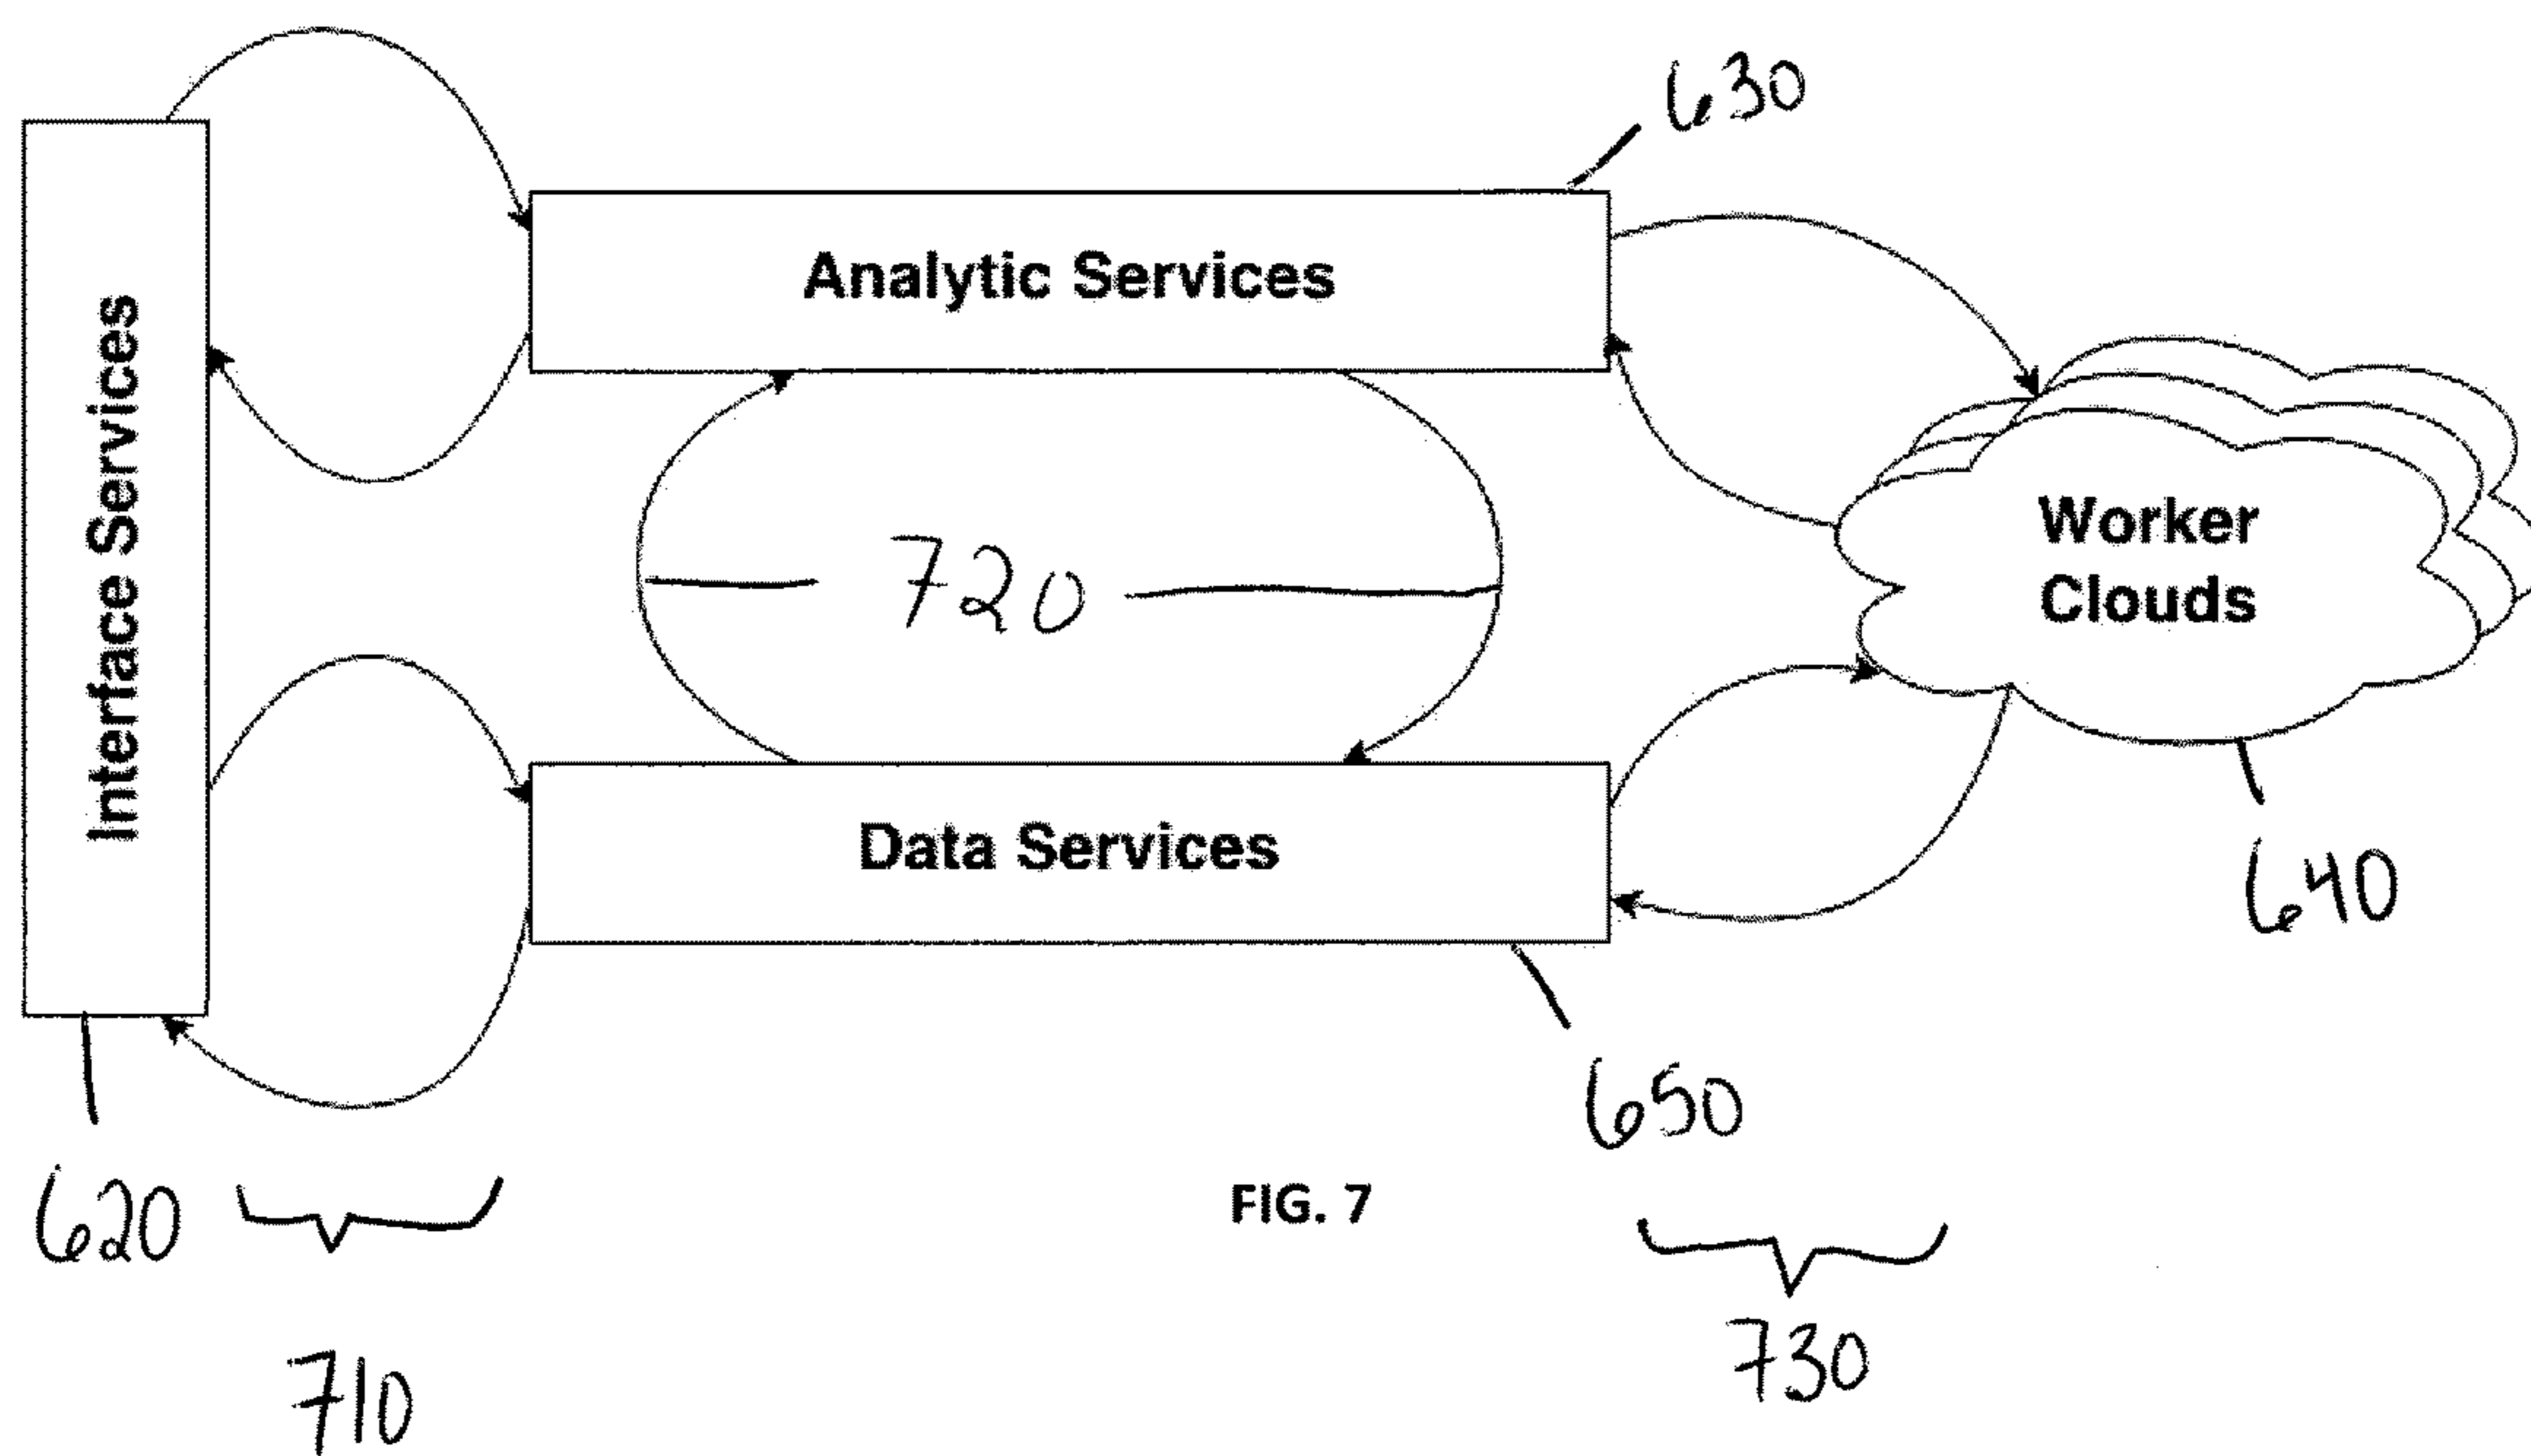 630
Interface Services
Analytic Services
720
Worker
Clouds
Data Services
640
650
620
FIG. 7
710
730